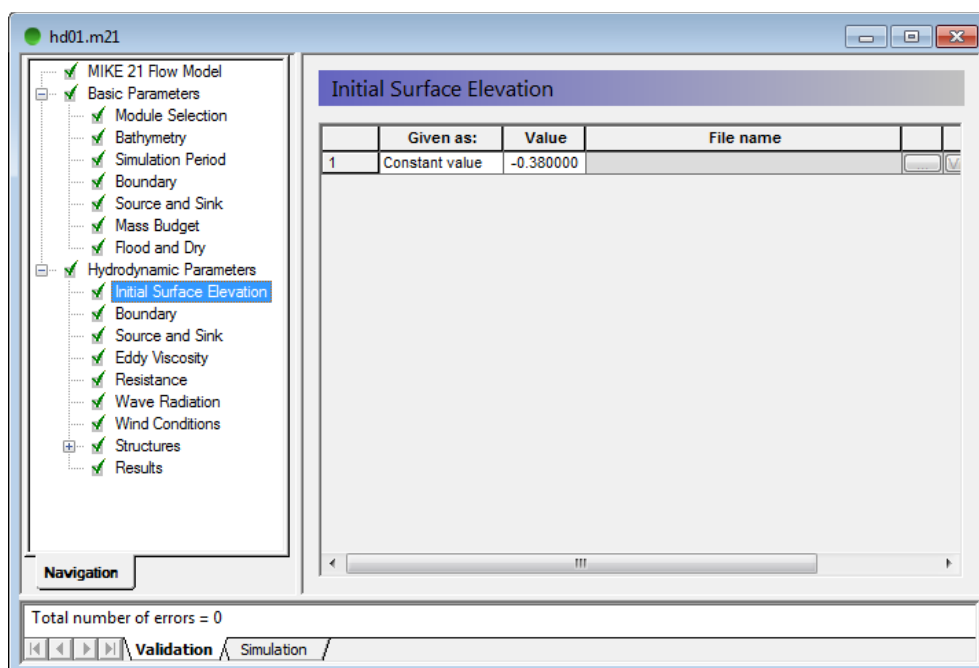 hd01.m21
MIKE 21 Flow Model
Basic Parameters
Module Selection
Bathymetry
Simulation Period
Boundary
Source and Sink
Mass Budget
Flood and Dry
Hydrodynamic Parameters
Initial Surface Elevation
Boundary
Source and Sink
Eddy Viscosity
Resistance
Wave Radiation
Wind Conditions
Structures
Results
Navigation
Initial Surface Elevation
Given as: Value File name
1 Constant value -0.380000 ...
Total number of errors = 0
Validation Simulation